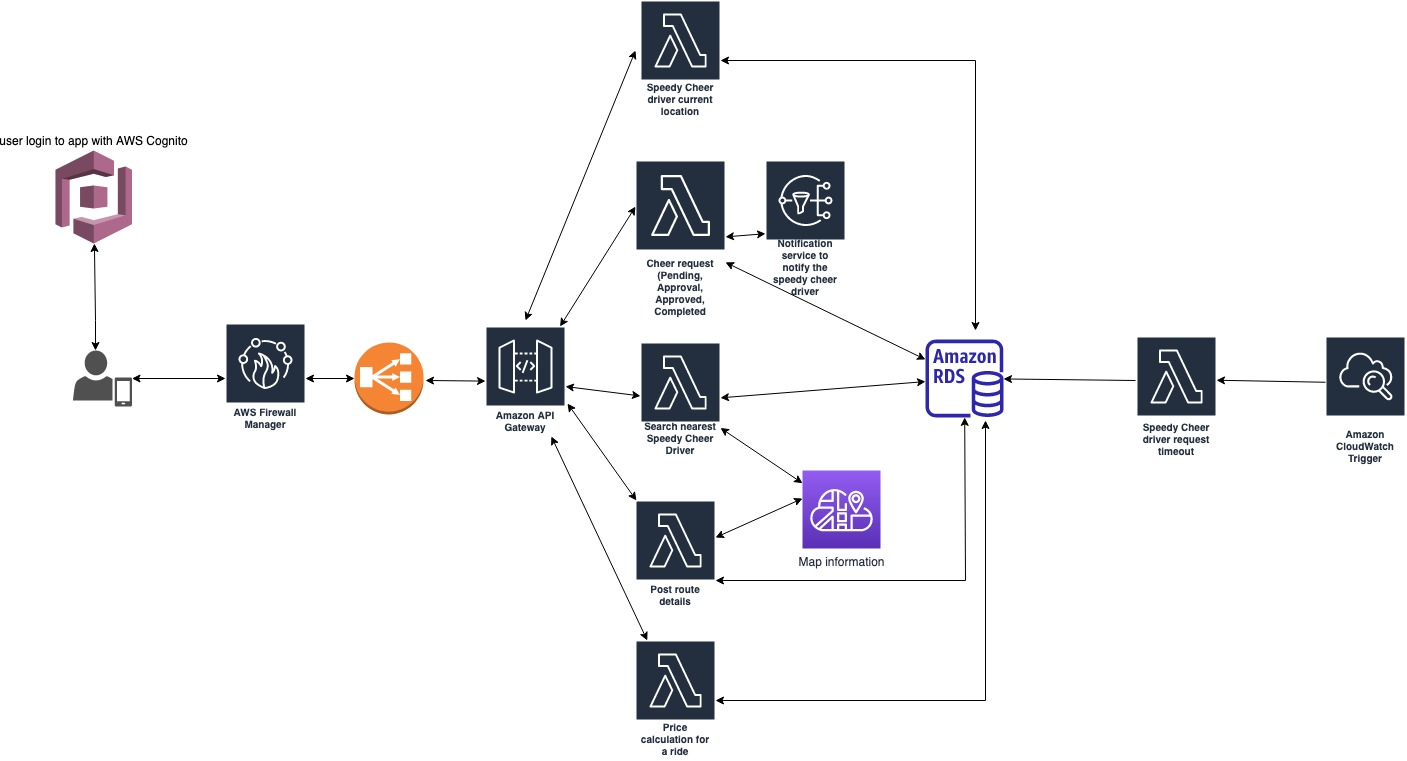 Speedy Cheer
driver current
location
user login to app with AWS Cognito
Cheer request
(Pending,
Approval,
Approved,
Completed
Notification
service to
notify the
speedy cheer
driver
AWS Firewall
Manager
</>
Amazon API
Gateway
Search nearest
Speedy Cheer
Driver
Amazon
RDS
Speedy Cheer
driver request
timeout
Amazon
CloudWatch
Trigger
Map information
Post route
details
Price
calculation for
a ride